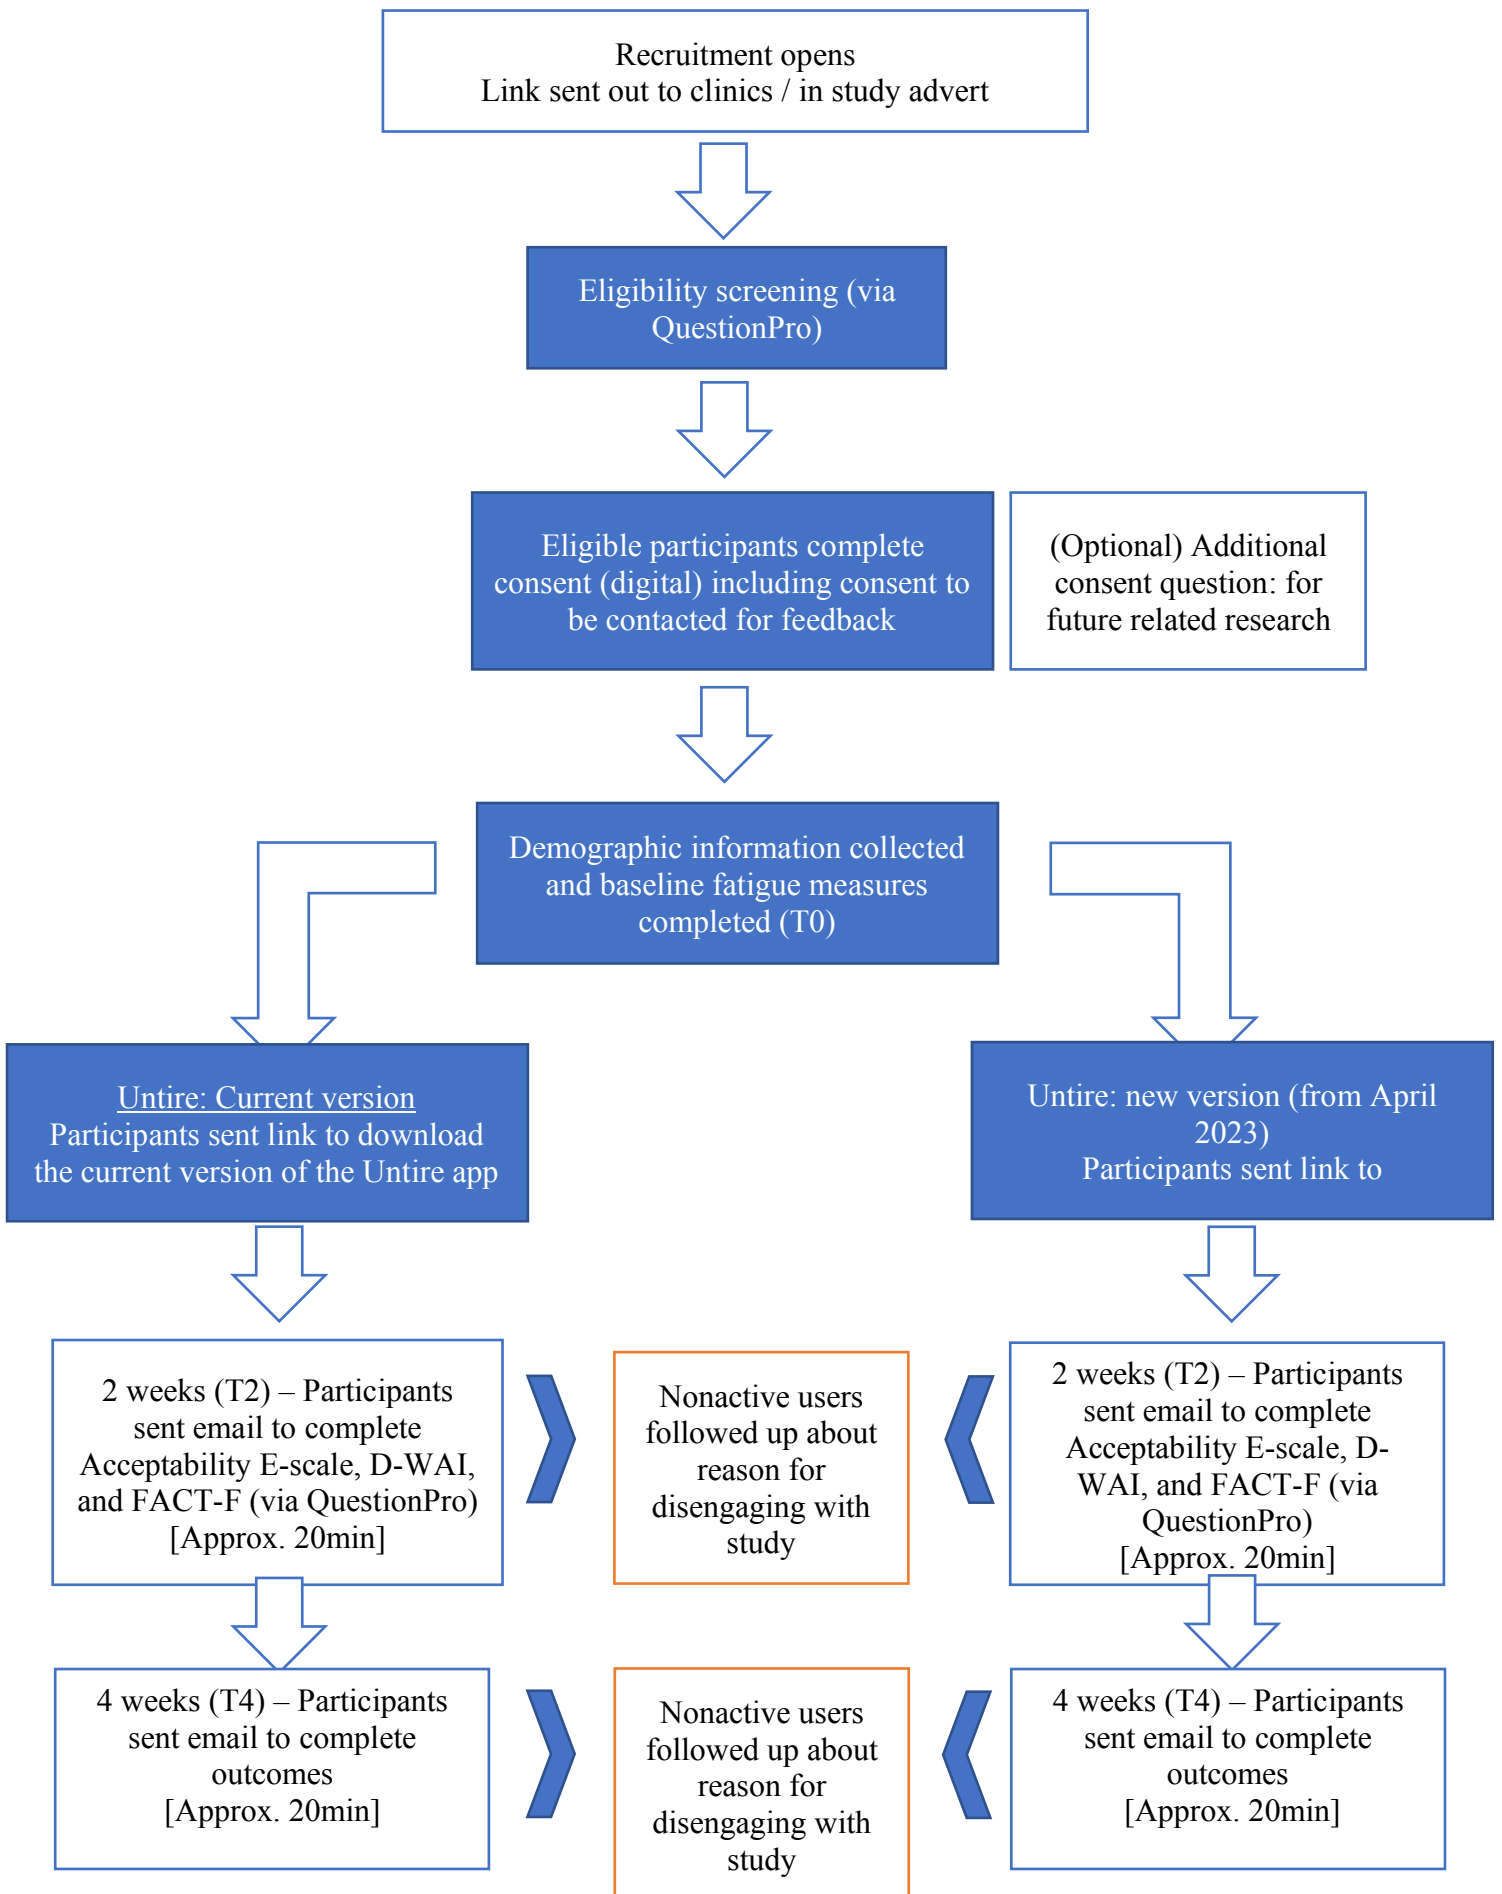 Recruitment opens
Link sent out to clinics / in study advert
Eligibility screening (via
QuestionPro)
Eligible participants complete
consent (digital) including consent to
be contacted for feedback
(Optional) Additional
consent question: for
future related research
Demographic information collected
and baseline fatigue measures
completed (T0)
Untire: Current version
Participants sent link to download
the current version of the Untire app
Untire: new version (from April
2023)
Participants sent link to
2 weeks (T2) – Participants
sent email to complete
Acceptability E-scale, D-WAI,
and FACT-F (via QuestionPro)
[Approx. 20min]
Nonactive users
followed up about
reason for
disengaging with
study
2 weeks (T2) – Participants
sent email to complete
Acceptability E-scale, D-
WAI, and FACT-F (via
QuestionPro)
[Approx. 20min]
4 weeks (T4) – Participants
sent email to complete
outcomes
[Approx. 20min]
Nonactive users
followed up about
reason for
disengaging with
study
4 weeks (T4) – Participants
sent email to complete
outcomes
[Approx. 20min]